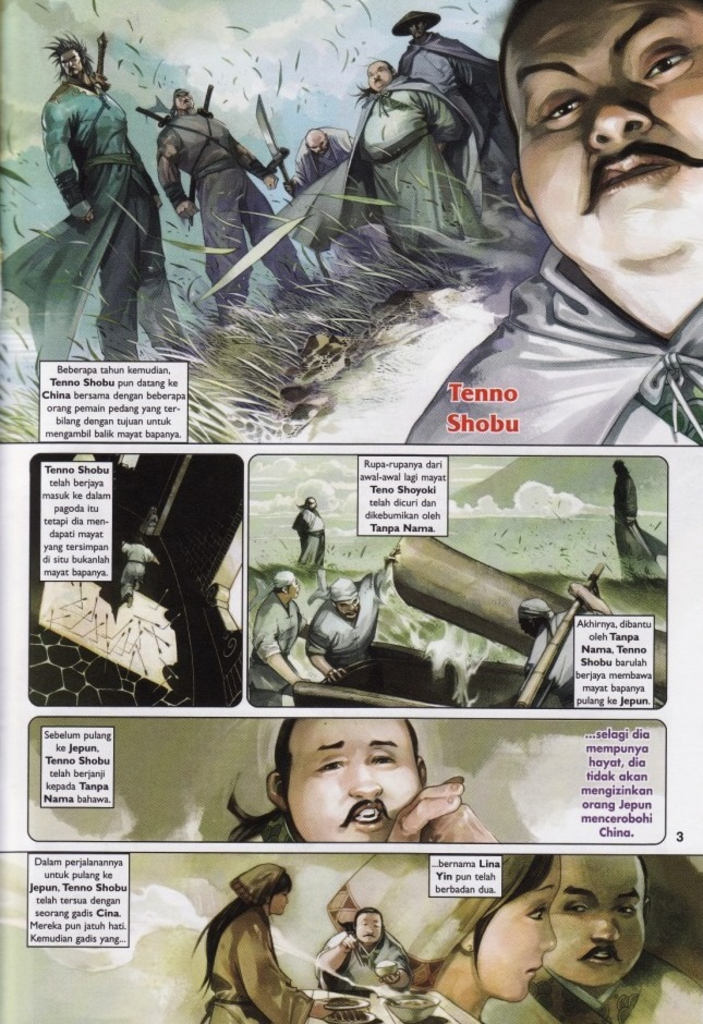 Beberapa tahun kemudian,
Tenno Shobu pun datang ke
China bersama dengan beberapa
orang pemain pedang yang ter-
bilang dengan tujuan untuk
mengambil balik mayat bapanya.
Tenno
Shobu
Tenno Shobu
telah berjaya
masuk ke dalam
pagoda itu
tetapi dia men-
dapati mayat
yang tersimpan
di situ bukanlah
mayat bapanya.
Rupa-rupanya dari
awal-awal lagi mayat
Teno Shoyoki
telah dicuri dan
dikebumikan oleh
Tanpa Nama.
Akhirnya, dibantu
oleh Tanpa
Nama, Tenno
Shobu barulah
berjaya membawa
mayat bapanya
pulang ke Jepun.
Sebelum pulang
ke Jepun,
Tenno Shobu
telah berjanji
kepada Tanpa
Nama bahawa.
...selagi dia
mempunya
hayat, dia
tidak akan
mengizinkan
orang Jepun
mencerobohi
China.
3
Dalam perjalanannya
untuk pulang ke
Jepun, Tenno Shobu
telah tersua dengan
seorang gadis Cina.
Mereka pun jatuh hati.
Kemudian gadis yang...
...bernama Lina
Yin pun telah
berbadan dua.